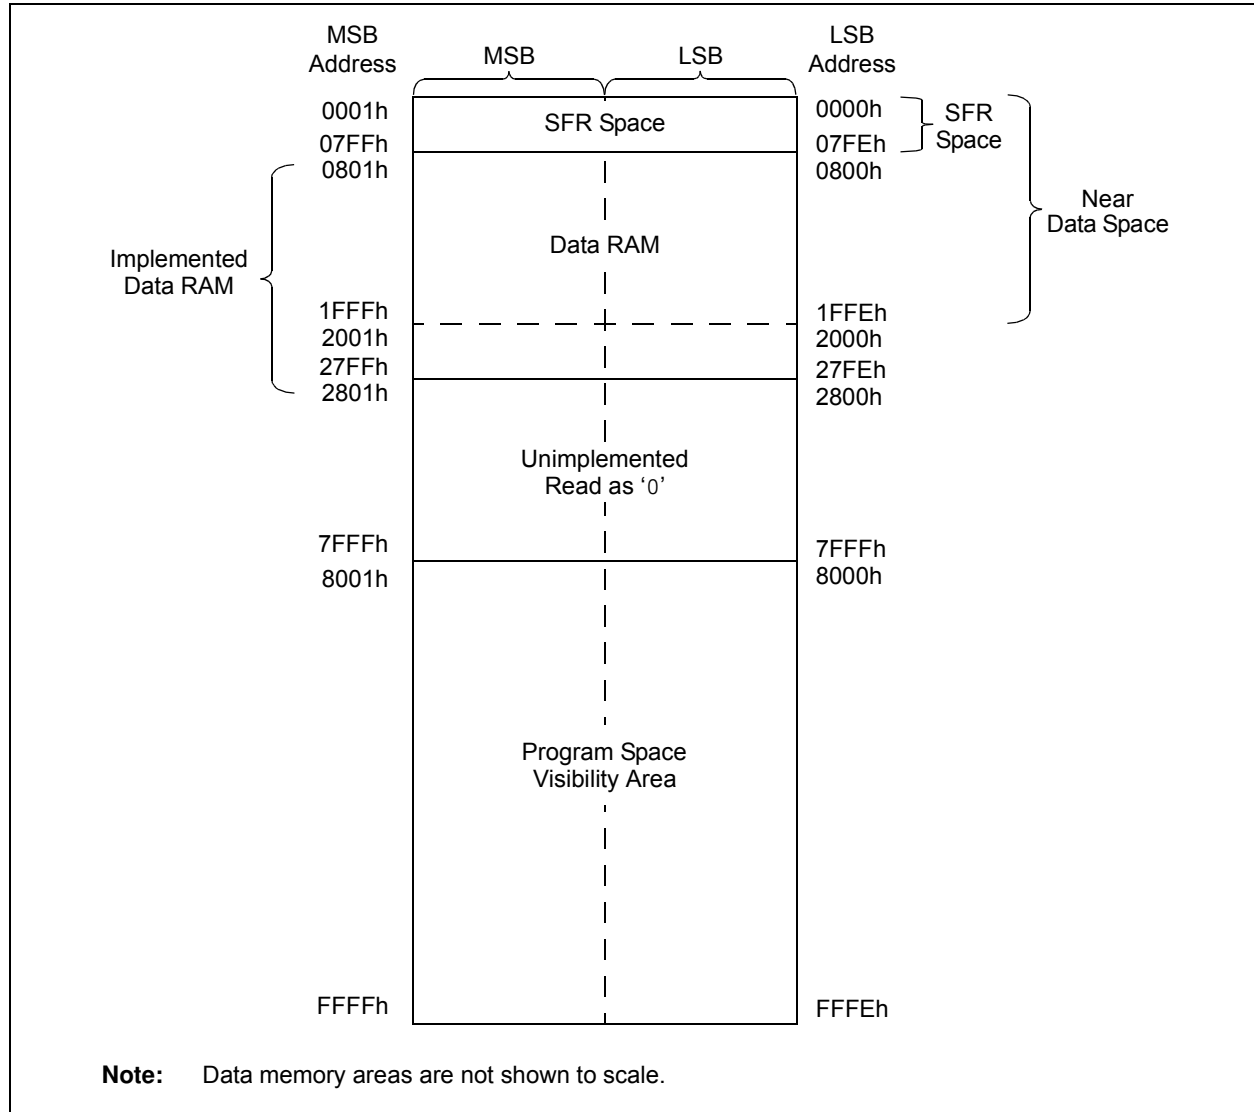 MSB
Address
MSB
LSB
LSB
Address
0001h
SFR Space
0000h
SFR
Space
07FFh
07FEh
0801h
0800h
Near
Data Space
Implemented
Data RAM
Data RAM
1FFFh
1FFEh
2001h
2000h
27FFh
27FEh
2801h
2800h
Unimplemented
Read as ‘0’
7FFFh
7FFFh
8001h
8000h
Program Space
Visibility Area
FFFFh
FFFEh
Note: Data memory areas are not shown to scale.